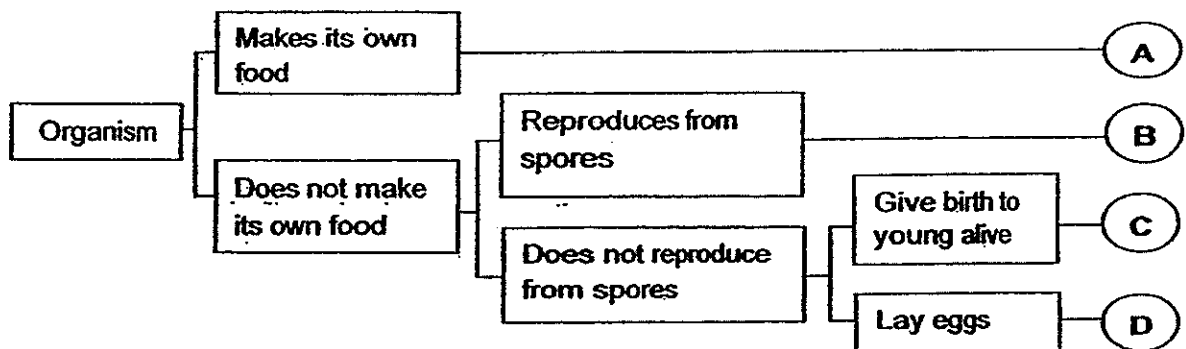 Makes its own
food
A
Organism
Reproduces from
spores
B
Does not make
its own food
Give birth to
young alive
C
Does not reproduce
from spores
Lay eggs
D